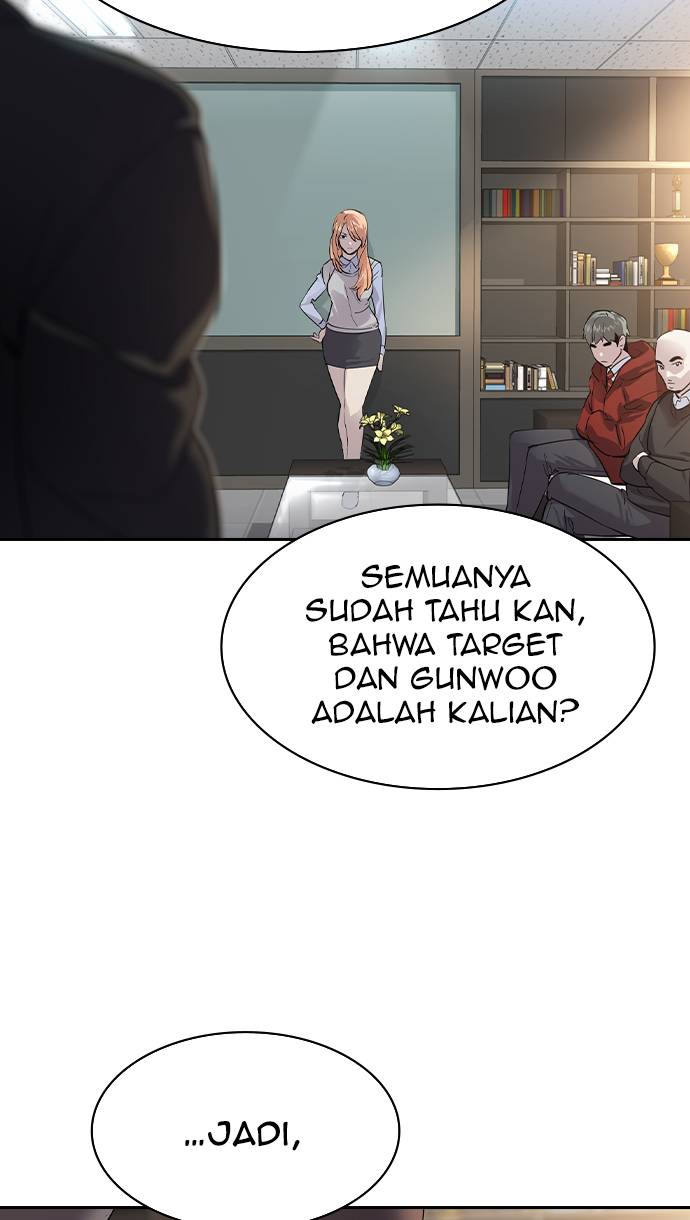 SEMUANYA
SUDAH TAHU KAN,
BAHWA TARGET
DAN GUNWOO
ADALAH KALIAN?
...JADI,